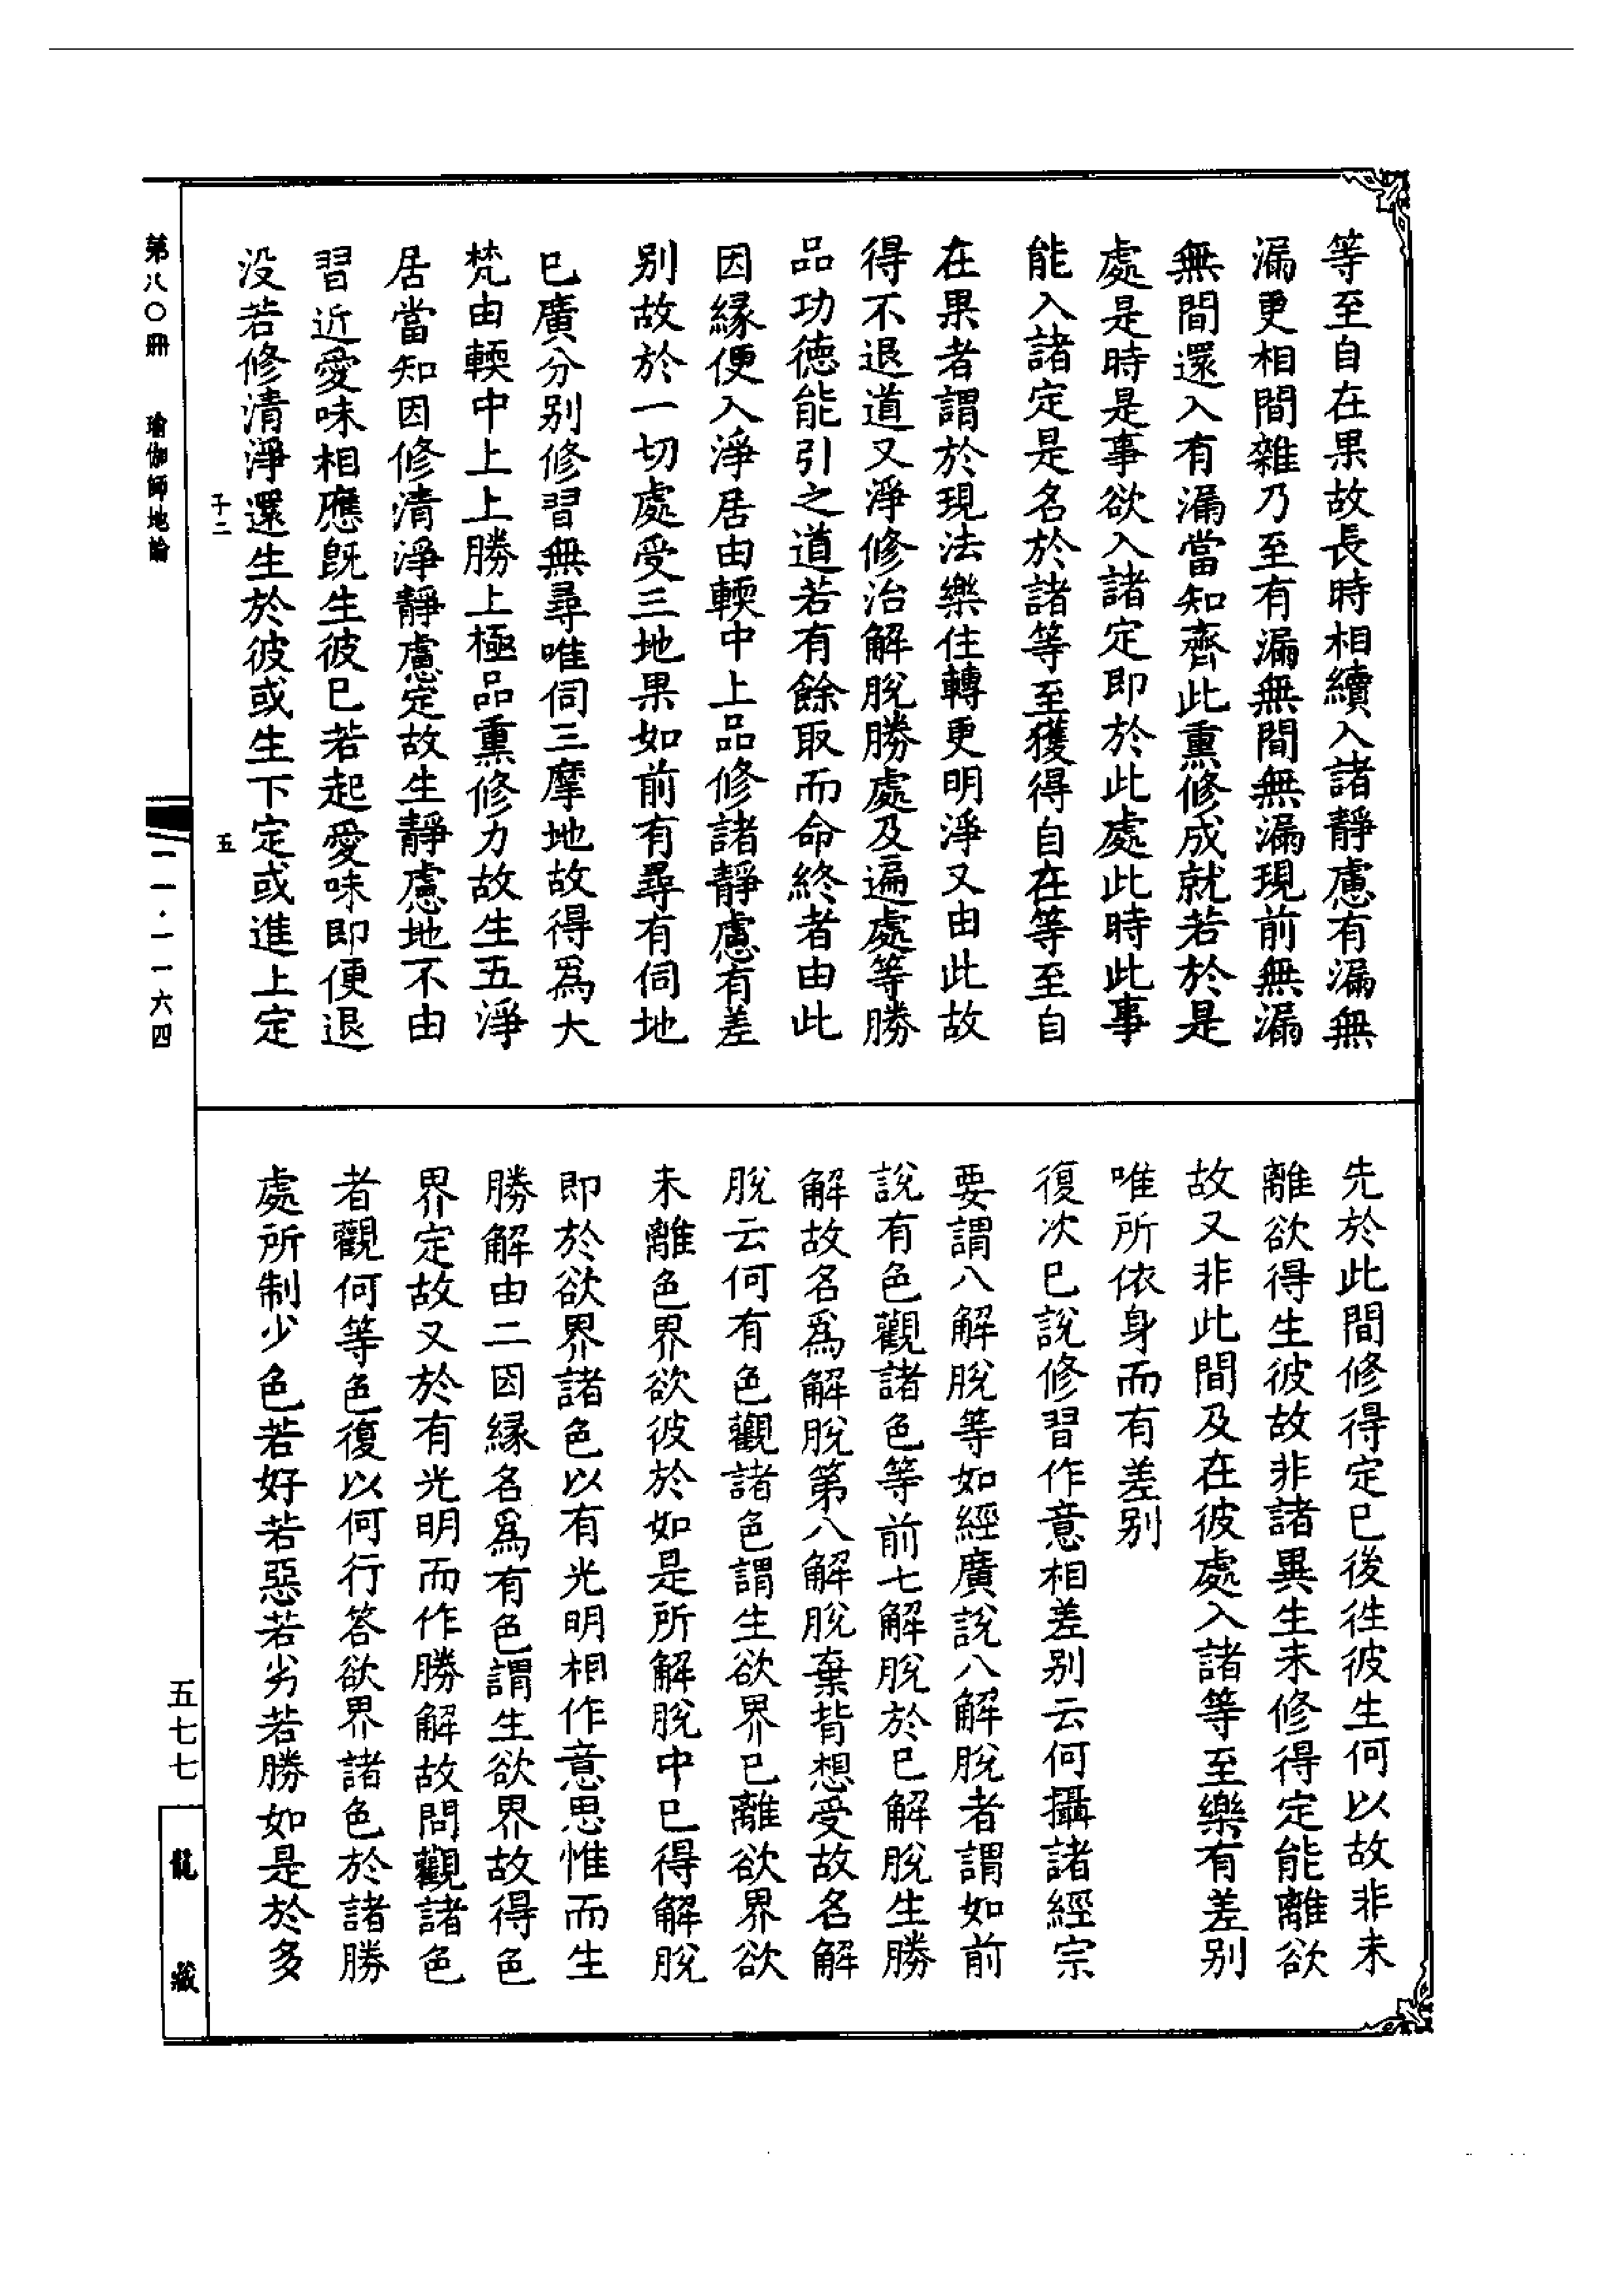 等至自在果故長時相續入諸靜慮有漏無
漏更相間雜乃至有漏無間無漏現前無漏
無間還入有漏當知齊此熏修成就若於是
處是時是事欲入諸定即於此處此時此事
能入諸定是名於諸等至獲得自在等至自
在果者謂於現法樂住轉更明淨又由此故
得不退道又淨修治解脫勝處及遍處等勝
品功德能引之道若有餘取而命終者由此
因緣便入淨居由輭中上品修諸靜慮有差
別故於一切處受三地果如前有尋有伺地
已廣分別修習無尋唯伺三摩地故得為大
梵由輭中上上勝上極品熏修力故生五淨
居當知因修清淨靜慮定故生靜慮地不由
習近愛味相應既生彼已若起愛味即便退
没若修清淨還生於彼或生下定或進上定
先於此間修得定已後往彼生何以故非未
離欲得生彼故非諸異生未修得定能離欲
故又非此間及在彼處入諸等至樂有差別
唯所依身而有差別
復次已說修習作意相差別云何攝諸經宗
要謂八解脫等如經廣說八解脫者謂如前
說有色觀諸色等前七解脫於已解脫生勝
解故名為解脫第八解脫棄背想受故名解
脫云何有色觀諸色謂生欲界已離欲界欲
未離色界欲彼於如是所解脫中已得解脫
即於欲界諸色以有光明相作意思惟而生
勝解由二因緣名為有色謂生欲界故得色
界定故又於有光明而作勝解故問觀諸色
者觀何等色復以何行答欲界諸色於諸勝
處所制少色若好若惡若劣若勝如是於多
第八〇冊 瑜伽師地論
子二 五
一一·一一六四
五七七
龍藏